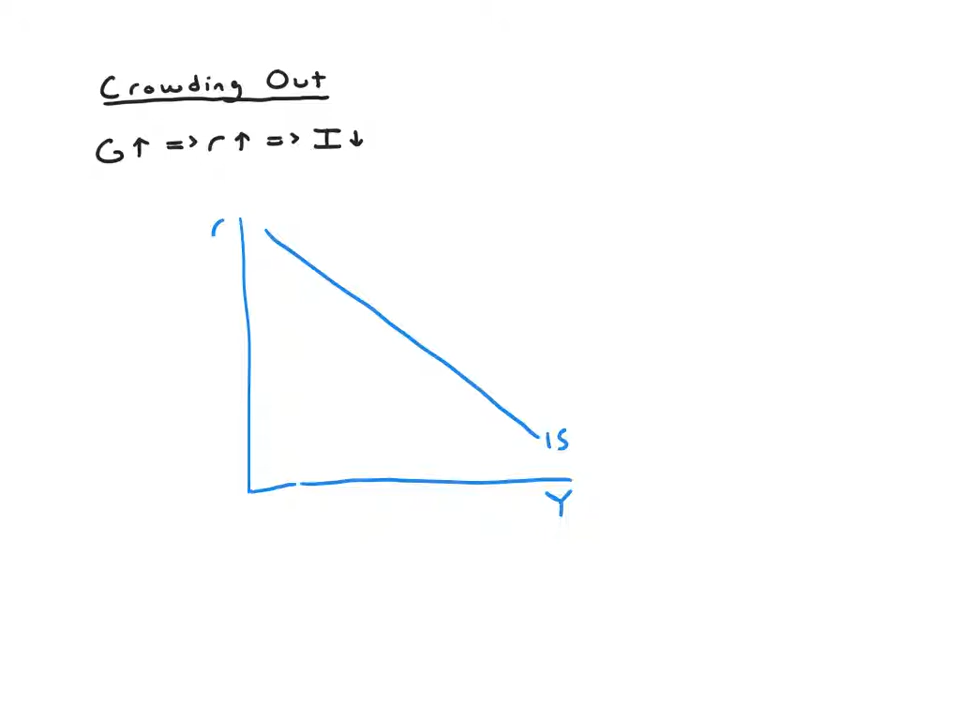 Crowding Out
G↑ => r↑ => I↓
r
IS
Y